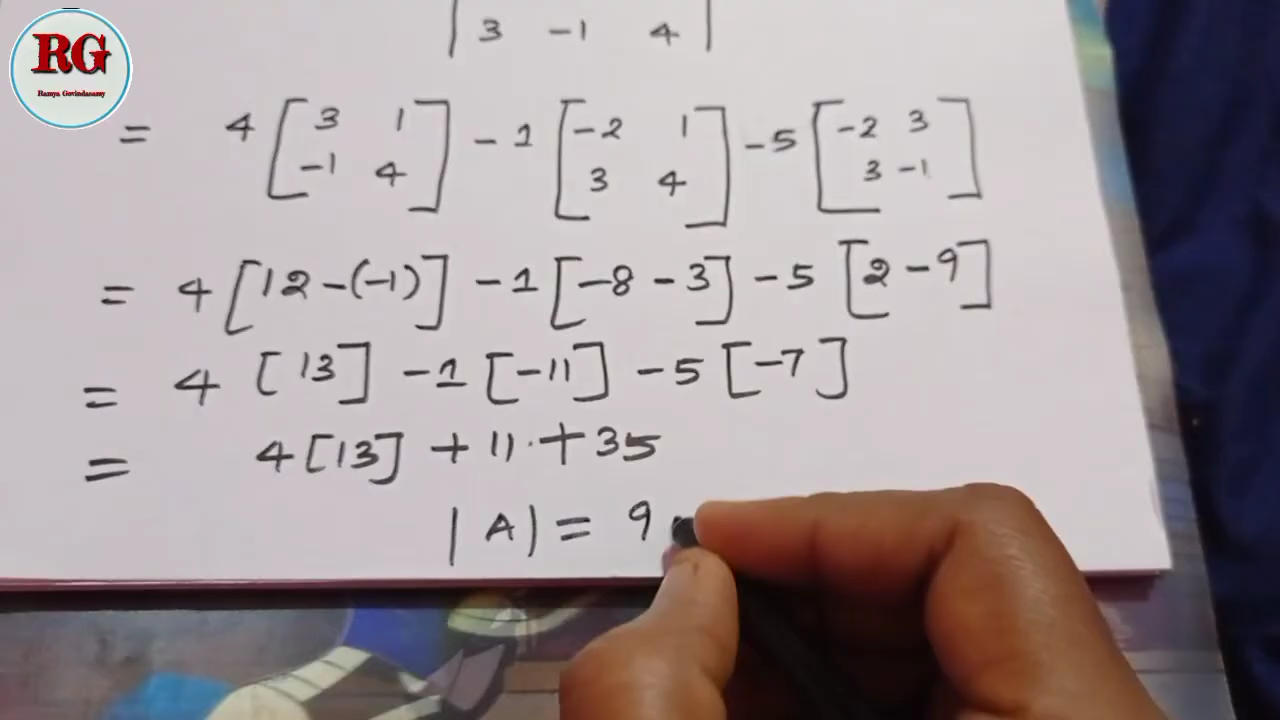 RG
Ramya Govindasamy
| 3 -1 4 |
= 4 [ 3 1 -1 4 ] - 1 [ -2 1 3 4 ] - 5 [ -2 3 3 -1 ]
= 4 [12 - (-1)] - 1 [-8 - 3] - 5 [2 - 9]
= 4 [13] - 1 [-11] - 5 [-7]
= 4 [13] + 11 + 35
|A| = 9